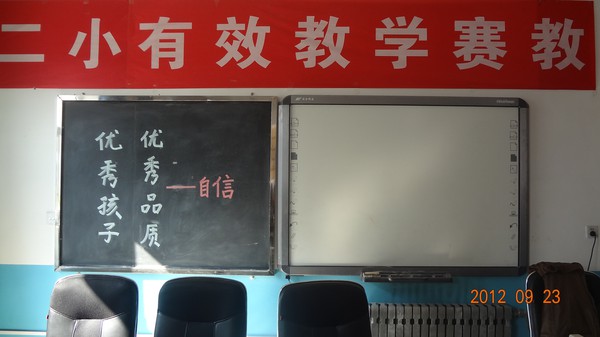 二小有效教学赛教
优秀孩子
优秀品质
—自信
2012 09 23